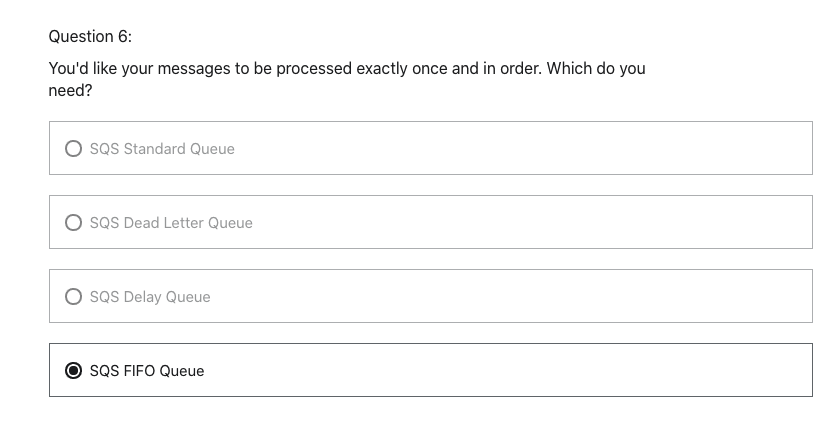 Question 6:
You'd like your messages to be processed exactly once and in order. Which do you
need?
SQS Standard Queue
SQS Dead Letter Queue
SQS Delay Queue
SQS FIFO Queue